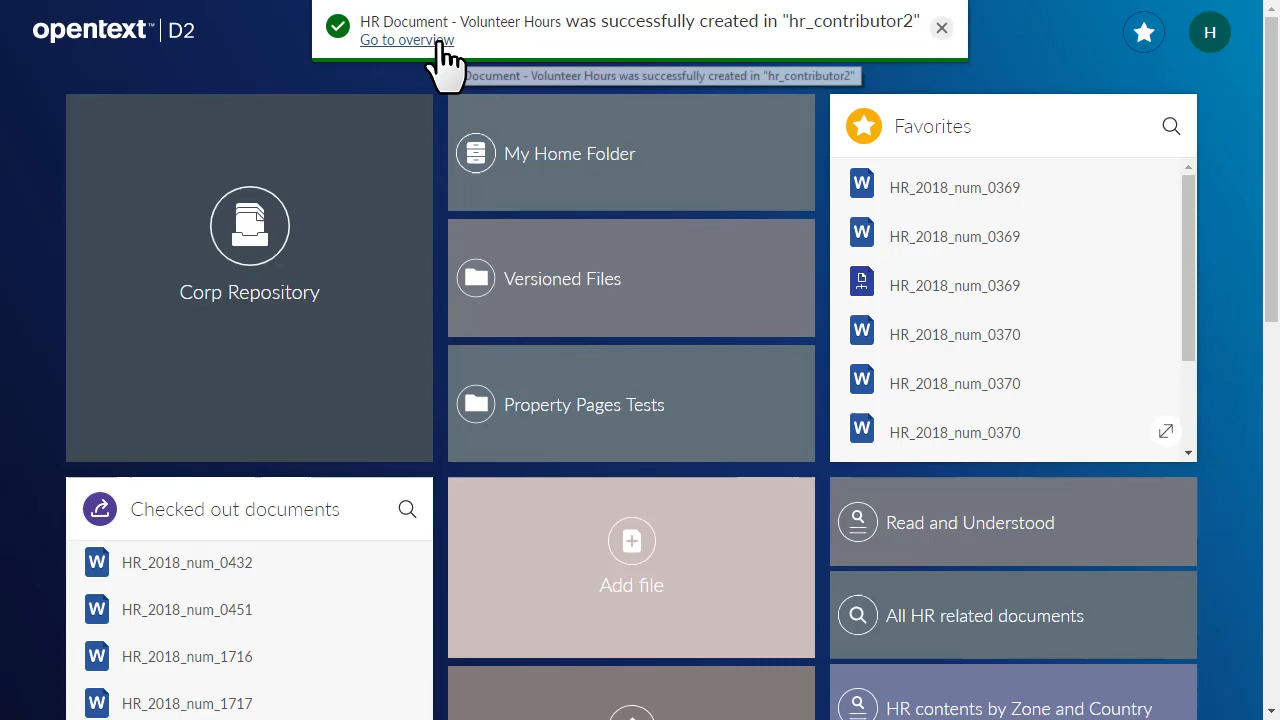 opentext™ | D2
HR Document - Volunteer Hours was successfully created in "hr_contributor2"
Go to overview
H
Document - Volunteer Hours was successfully created in "hr_contributor2"
Corp Repository
My Home Folder
Versioned Files
Property Pages Tests
Favorites
HR_2018_num_0369
HR_2018_num_0369
HR_2018_num_0369
HR_2018_num_0370
HR_2018_num_0370
HR_2018_num_0370
Checked out documents
HR_2018_num_0432
HR_2018_num_0451
HR_2018_num_1716
HR_2018_num_1717
Add file
Read and Understood
All HR related documents
HR contents by Zone and Country